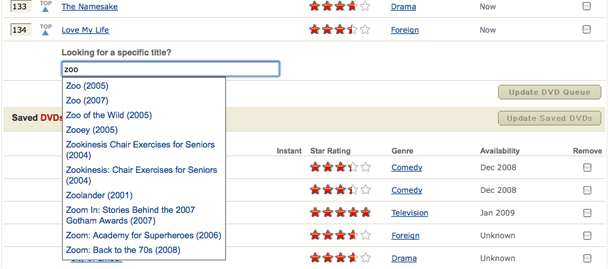 133 TOP The Namesake Drama Now
134 TOP Love My Life Foreign Now
Looking for a specific title?
zoo
Zoo (2005)
Update DVD Queue
Zoo (2007)
Zoo of the Wild (2005)
Saved DVDs
Update Saved DVDs
Zooey (2005)
Zookinesis Chair Exercises for Seniors
(2004)
Instant Star Rating Genre Availability Remove
Zookinesis: Chair Exercises for Seniors
(2004)
Comedy Dec 2008
Zoolander (2001)
Comedy Dec 2008
Zoom In: Stories Behind the 2007
Gotham Awards (2007)
Television Jan 2009
Zoom: Academy for Superheroes (2006)
Foreign Unknown
Zoom: Back to the 70s (2008)
Drama Unknown